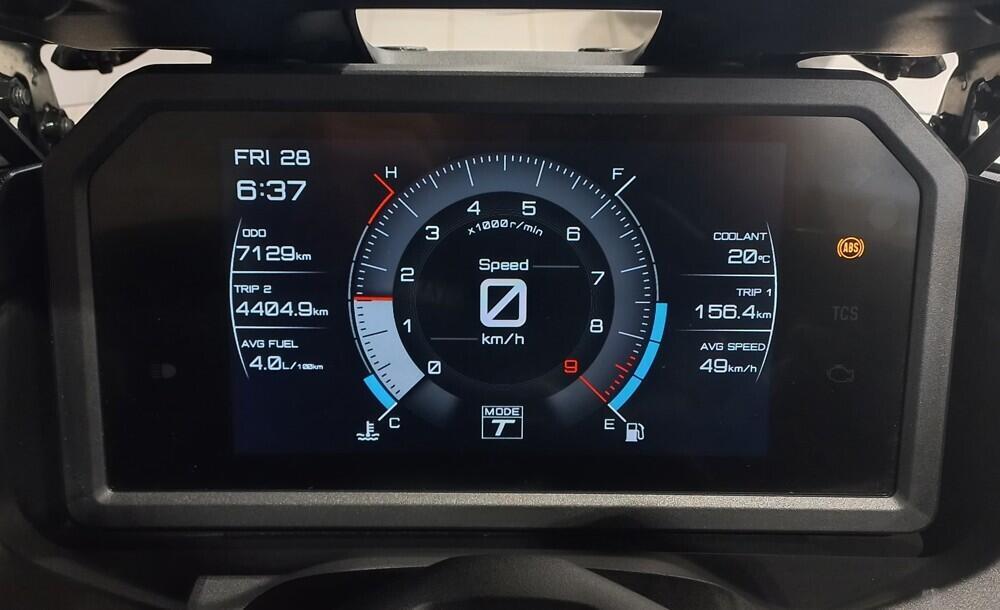 FRI 28
6:37
ODO
7129km
TRIP 2
4404.9km
AVG FUEL
4.0L/100km
H
C
0
1
2
3
4
5
6
7
8
9
x1000r/min
Speed
0
km/h
MODE
T
F
E
COOLANT
20°C
TRIP 1
156.4km
AVG SPEED
49km/h
ABS
TCS